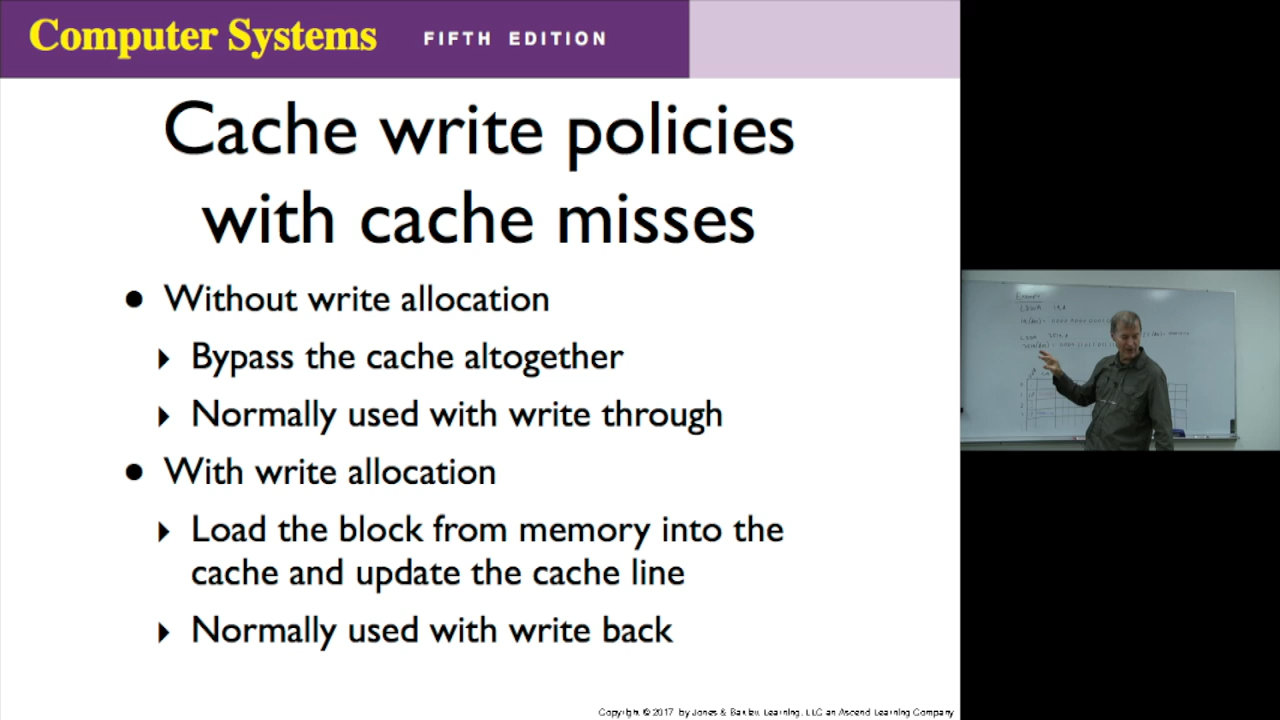 Computer Systems FIFTH EDITION
Cache write policies
with cache misses
● Without write allocation
▸ Bypass the cache altogether
▸ Normally used with write through
● With write allocation
▸ Load the block from memory into the
cache and update the cache line
▸ Normally used with write back
Copyright © 2017 by Jones & Bartlett Learning, LLC an Ascend Learning Company
Example